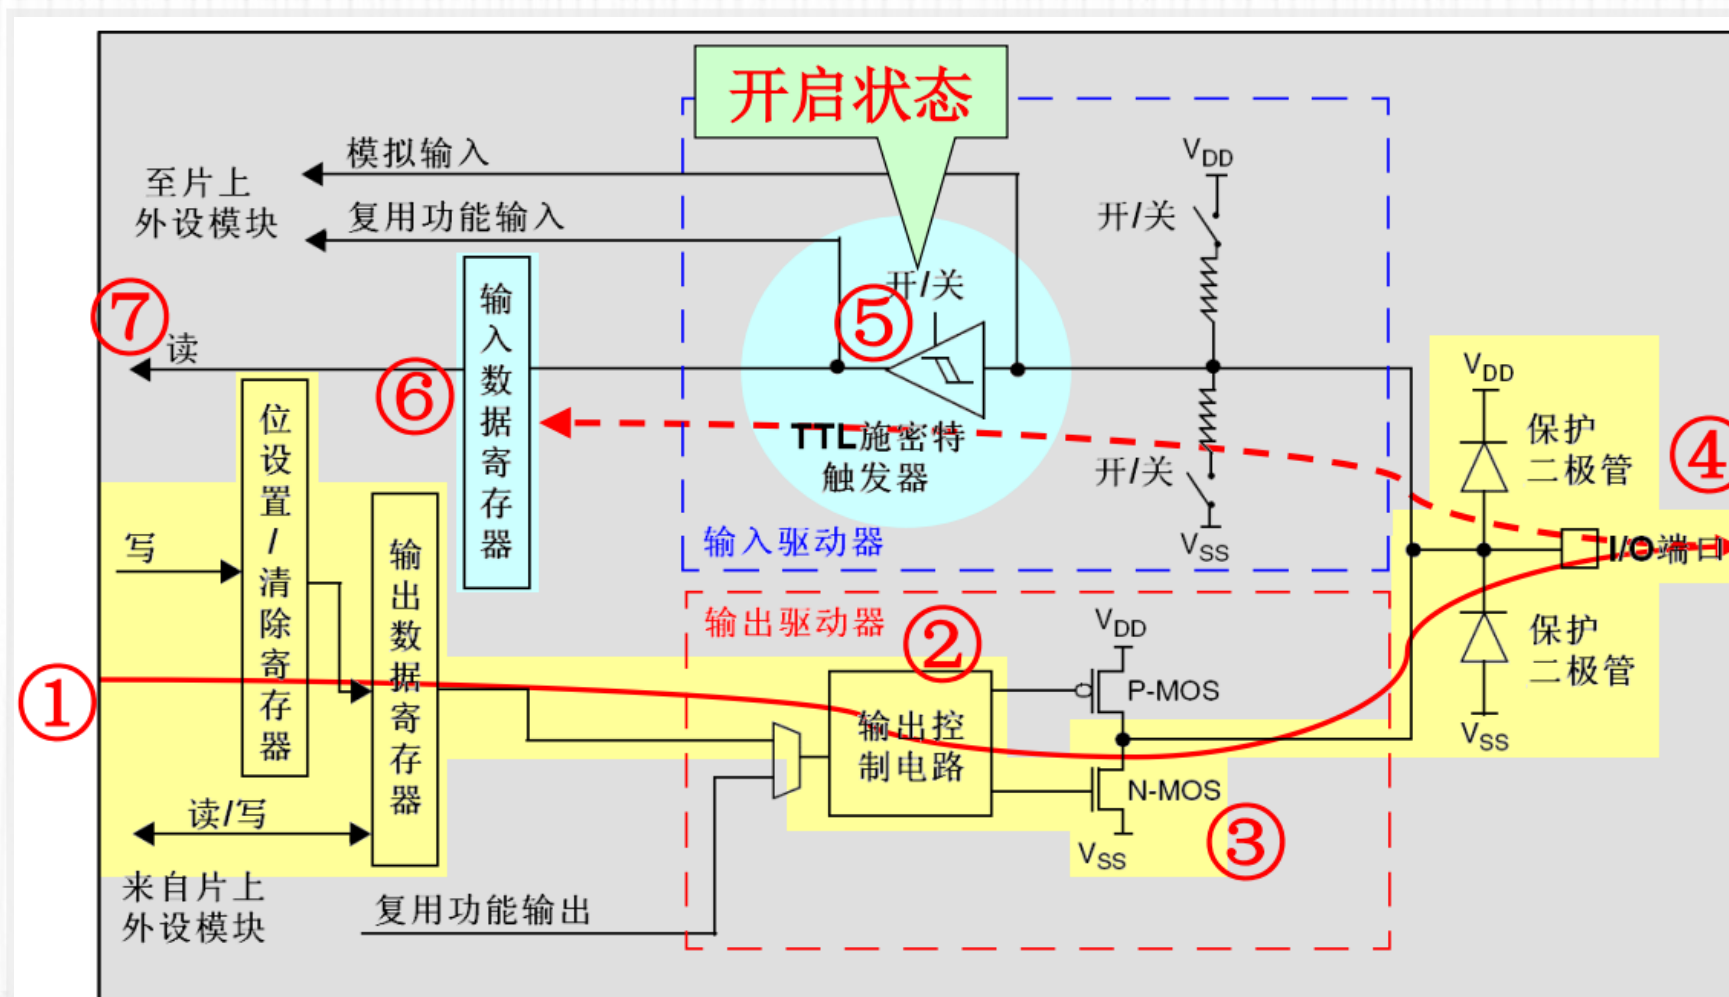 开启状态
模拟输入
至片上
外设模块
复用功能输入
开/关
⑤
⑦
读
⑥
输入数据寄存器
TTL施密特
触发器
输入驱动器
VDD
开/关
开/关
VSS
VDD
保护
二极管
④
I/O端口
保护
二极管
VSS
位设置/清除寄存器
写
输出数据寄存器
①
读/写
来自片上
外设模块
复用功能输出
输出驱动器
②
输出控
制电路
VDD
P-MOS
N-MOS
③
VSS